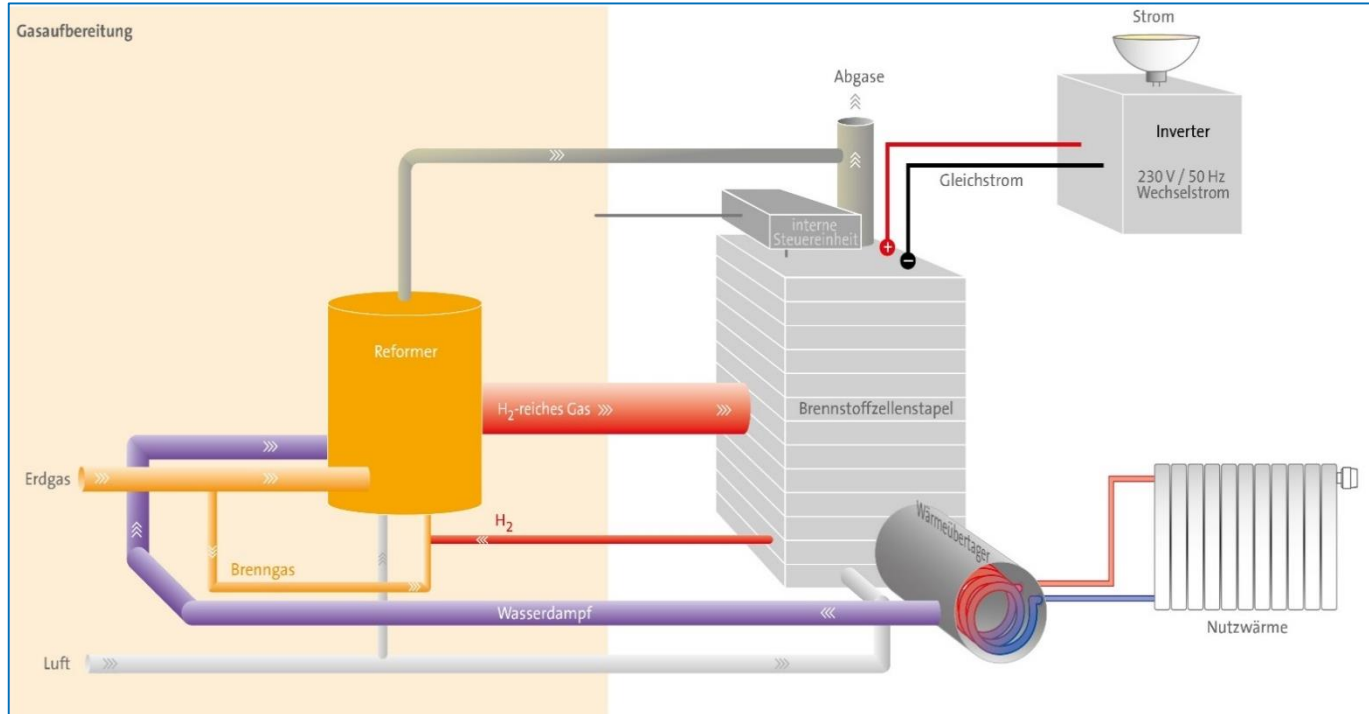 Gasaufbereitung
Strom
Abgase
Inverter
230 V / 50 Hz
Wechselstrom
Gleichstrom
interne
Steuereinheit
Reformer
H₂-reiches Gas
Brennstoffzellenstapel
Erdgas
H₂
Wärmeübertager
Brenngas
Wasserdampf
Nutzwärme
Luft